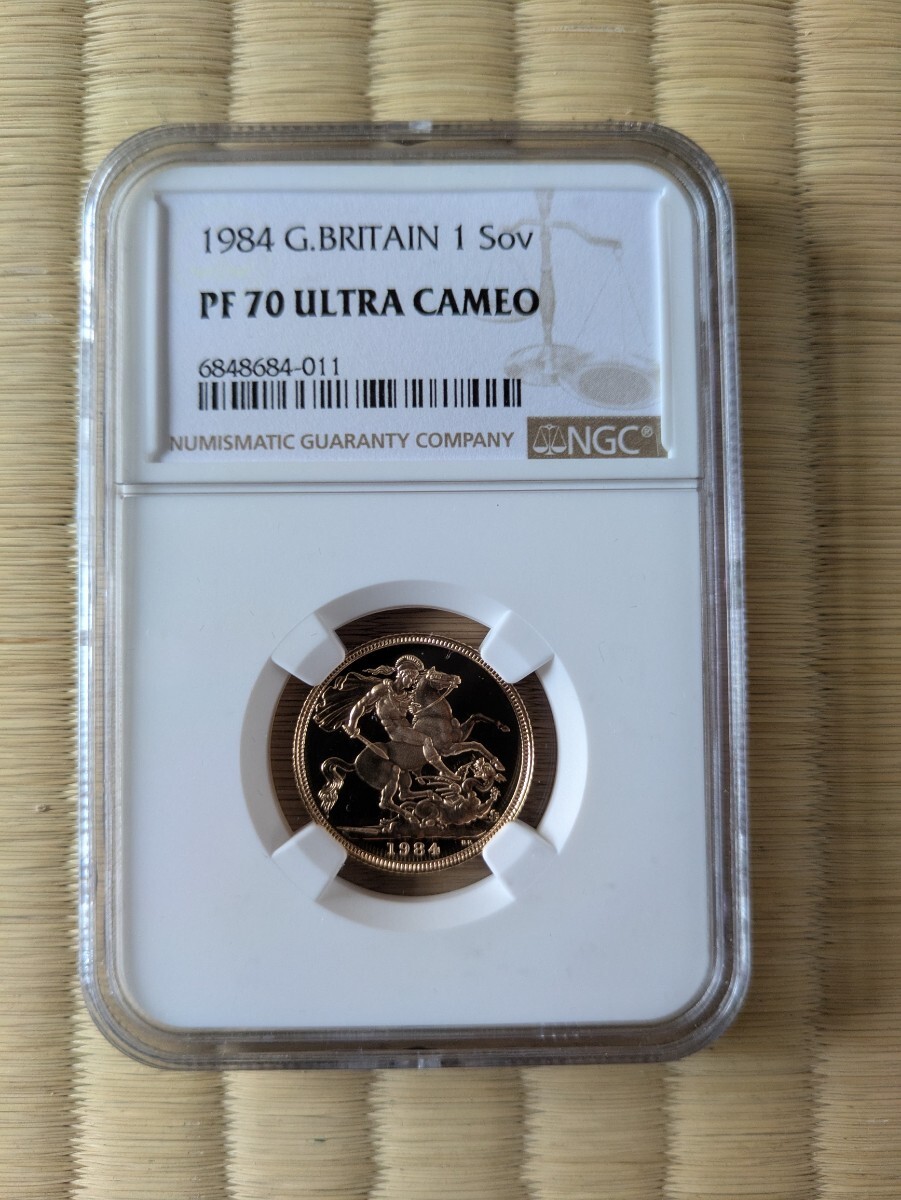 1984 G.BRITAIN 1 Sov
PF 70 ULTRA CAMEO
6848684-011
NUMISMATIC GUARANTY COMPANY NGC®
1984